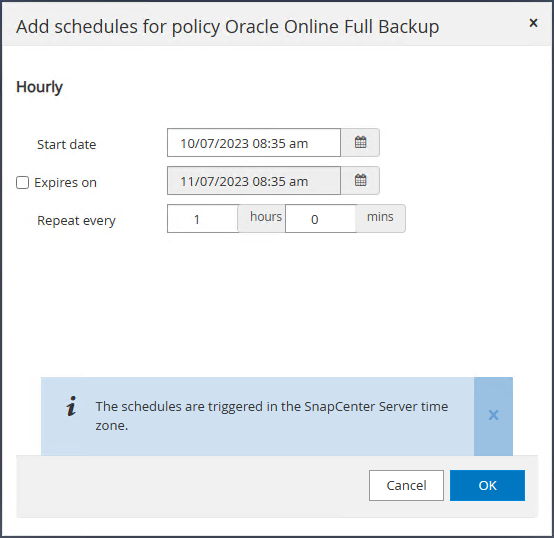 Add schedules for policy Oracle Online Full Backup
×
Hourly
Start date 10/07/2023 08:35 am
Expires on 11/07/2023 08:35 am
Repeat every 1 hours 0 mins
i The schedules are triggered in the SnapCenter Server time ×
zone.
Cancel OK